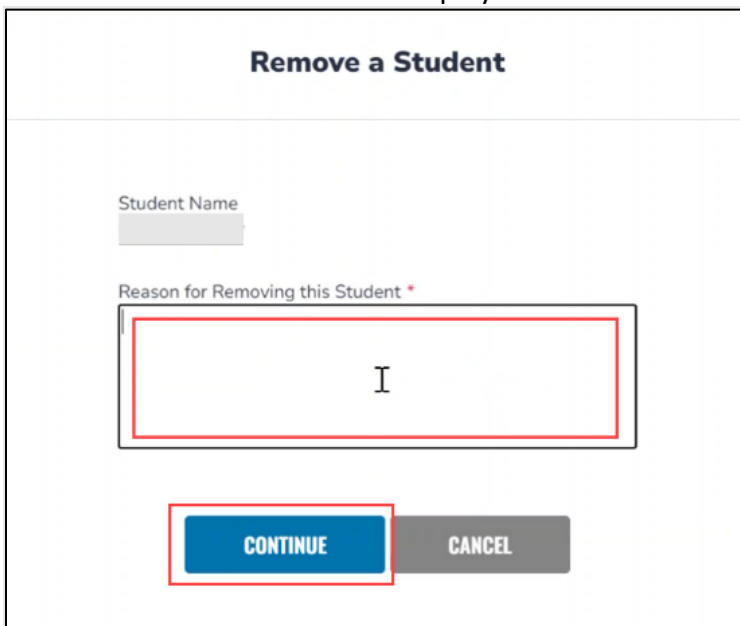 Remove a Student
Student Name
Reason for Removing this Student *
CONTINUE CANCEL